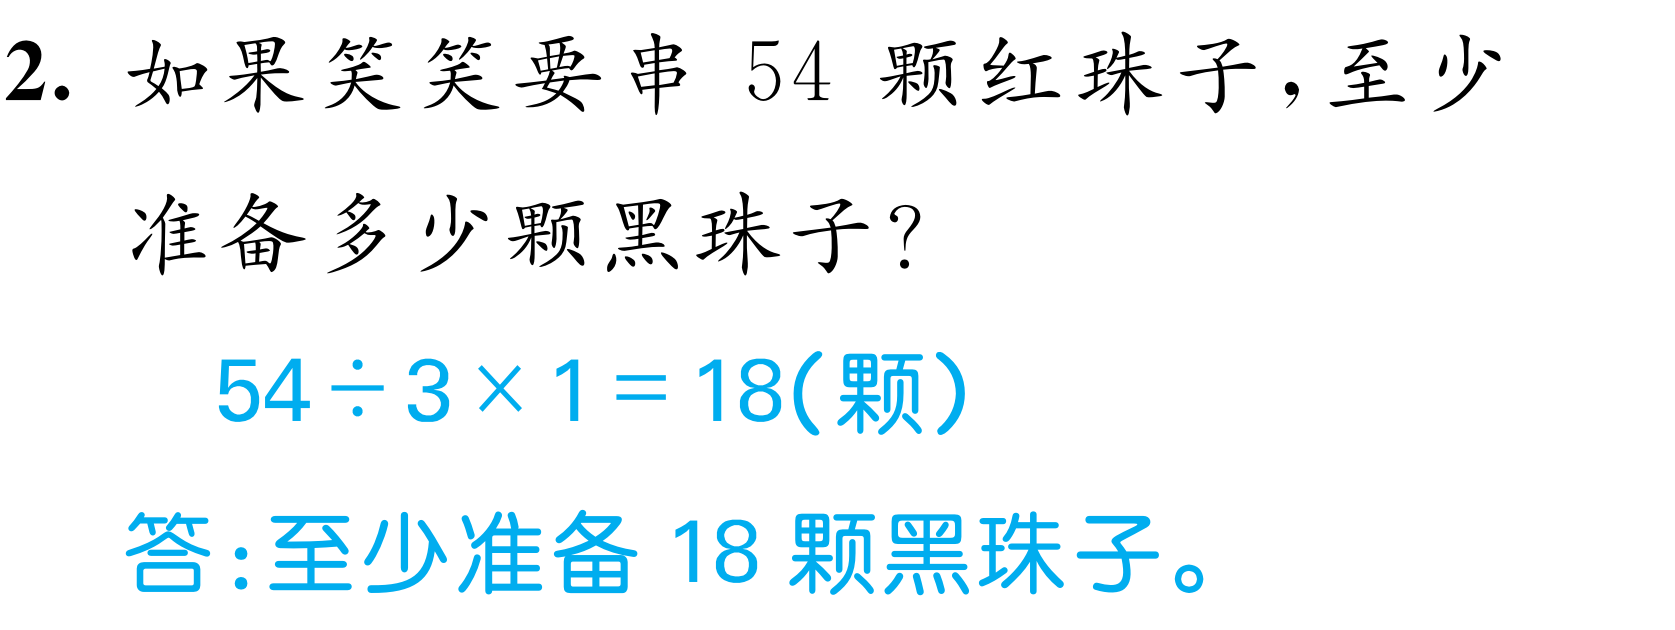 2. 如果笑笑要串 54 颗红珠子,至少
准备多少颗黑珠子?
54÷3×1=18(颗)
答:至少准备 18 颗黑珠子。